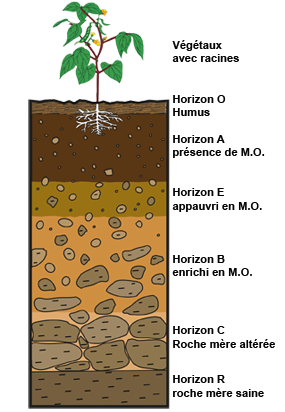 Végétaux
avec racines
Horizon O
Humus
Horizon A
présence de M.O.
Horizon E
appauvri en M.O.
Horizon B
enrichi en M.O.
Horizon C
Roche mère altérée
Horizon R
roche mère saine